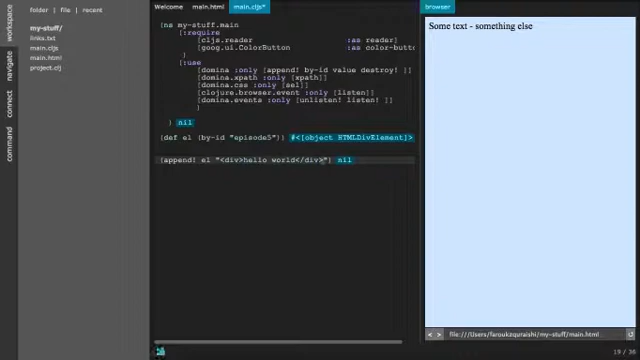 workspace
navigate
connect
command
folder | file | recent
my-stuff/
links.txt
main.cljs
main.html
project.clj
Welcome main.html main.cljs*
(ns my-stuff.main
[:require
[cljs.reader :as reader]
[goog.ui.ColorButton :as color-butt
[:use
[domina :only [append! by-id value destroy! ]]
[domina.xpath :only [xpath]]
[domina.css :only [sel]]
[clojure.browser.event :only [listen]]
[domina.events :only [unlisten! listen! ]]
]
) nil
(def el (by-id "episode5")) #<[object HTMLDivElement]>
(append! el "<div>hello world</div>") nil
browser
Some text - something else
< > file:///Users/faroukzquraishi/my-stuff/main.html
19 / 36